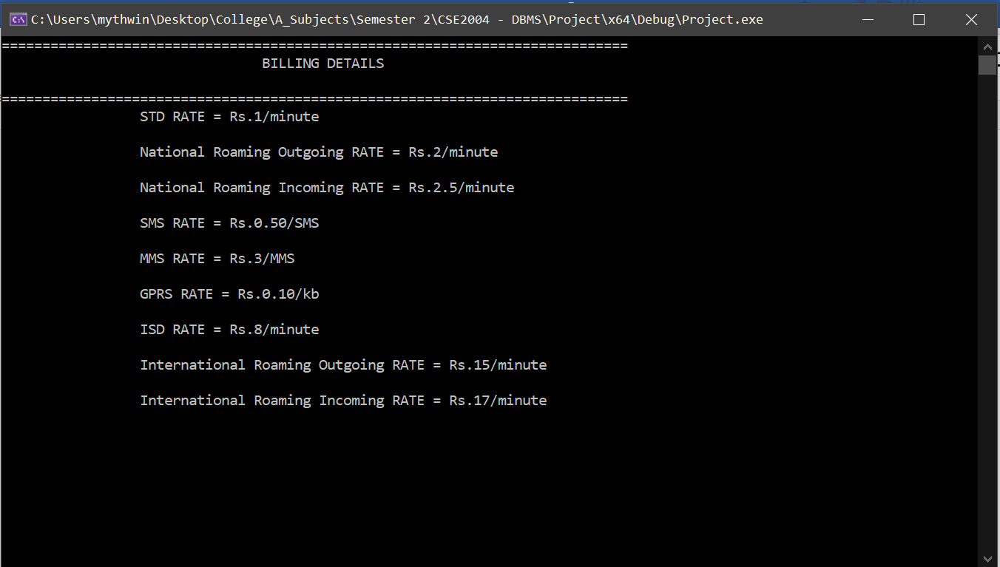 C:\Users\mythwin\Desktop\College\A_Subjects\Semester 2\CSE2004 - DBMS\Project\x64\Debug\Project.exe
=============================================================================
BILLING DETAILS
=============================================================================
STD RATE = Rs.1/minute
National Roaming Outgoing RATE = Rs.2/minute
National Roaming Incoming RATE = Rs.2.5/minute
SMS RATE = Rs.0.50/SMS
MMS RATE = Rs.3/MMS
GPRS RATE = Rs.0.10/kb
ISD RATE = Rs.8/minute
International Roaming Outgoing RATE = Rs.15/minute
International Roaming Incoming RATE = Rs.17/minute